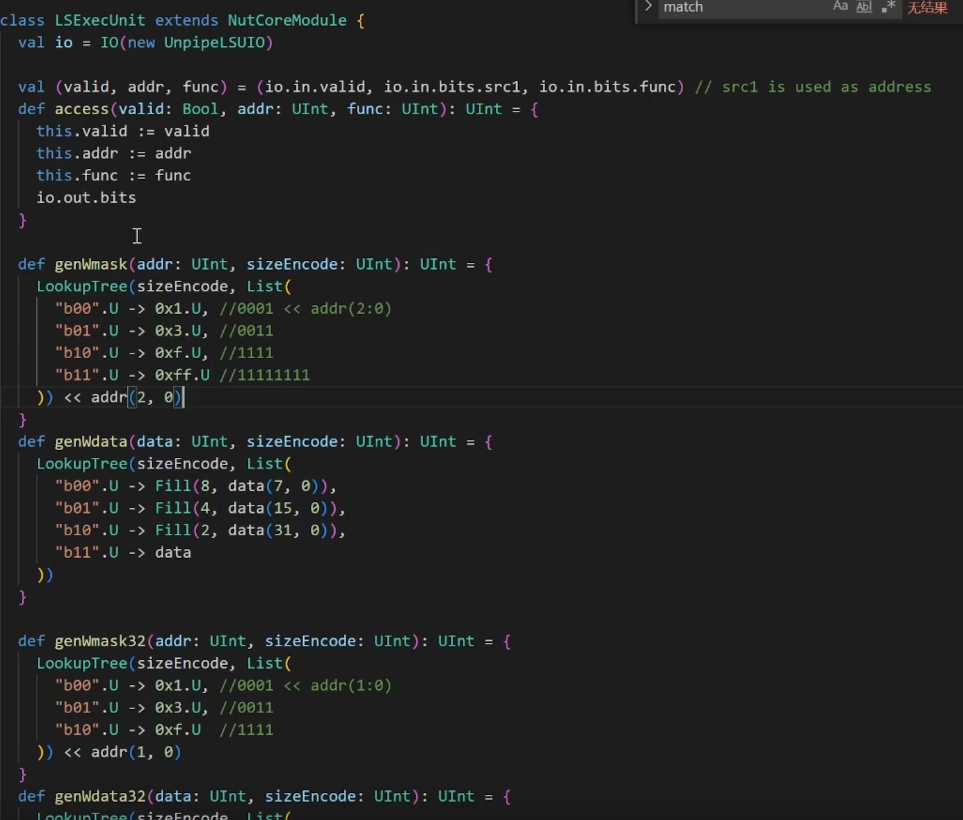 class LSExecUnit extends NutCoreModule {
match
Aa Abl .* 无结果
  val io = IO(new UnpipeLSUIO)

  val (valid, addr, func) = (io.in.valid, io.in.bits.src1, io.in.bits.func) // src1 is used as address
  def access(valid: Bool, addr: UInt, func: UInt): UInt = {
    this.valid := valid
    this.addr := addr
    this.func := func
    io.out.bits
  }

  def genWmask(addr: UInt, sizeEncode: UInt): UInt = {
    LookupTree(sizeEncode, List(
      "b00".U -> 0x1.U, //0001 << addr(2:0)
      "b01".U -> 0x3.U, //0011
      "b10".U -> 0xf.U, //1111
      "b11".U -> 0xff.U //11111111
    )) << addr(2, 0)
  }
  def genWdata(data: UInt, sizeEncode: UInt): UInt = {
    LookupTree(sizeEncode, List(
      "b00".U -> Fill(8, data(7, 0)),
      "b01".U -> Fill(4, data(15, 0)),
      "b10".U -> Fill(2, data(31, 0)),
      "b11".U -> data
    ))
  }

  def genWmask32(addr: UInt, sizeEncode: UInt): UInt = {
    LookupTree(sizeEncode, List(
      "b00".U -> 0x1.U, //0001 << addr(1:0)
      "b01".U -> 0x3.U, //0011
      "b10".U -> 0xf.U  //1111
    )) << addr(1, 0)
  }
  def genWdata32(data: UInt, sizeEncode: UInt): UInt = {
    LookupTree(sizeEncode, List(